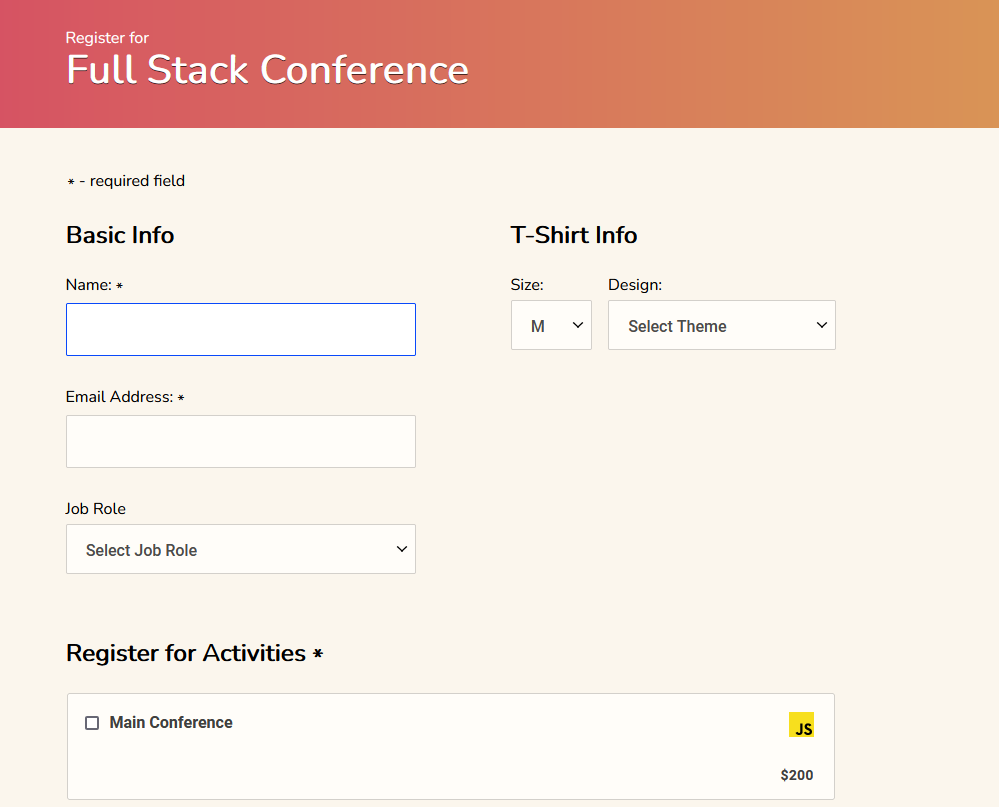 Register for
Full Stack Conference
* - required field
Basic Info
Name: *
Email Address: *
Job Role
Select Job Role
T-Shirt Info
Size:
M
Design:
Select Theme
Register for Activities *
Main Conference
JS
$200